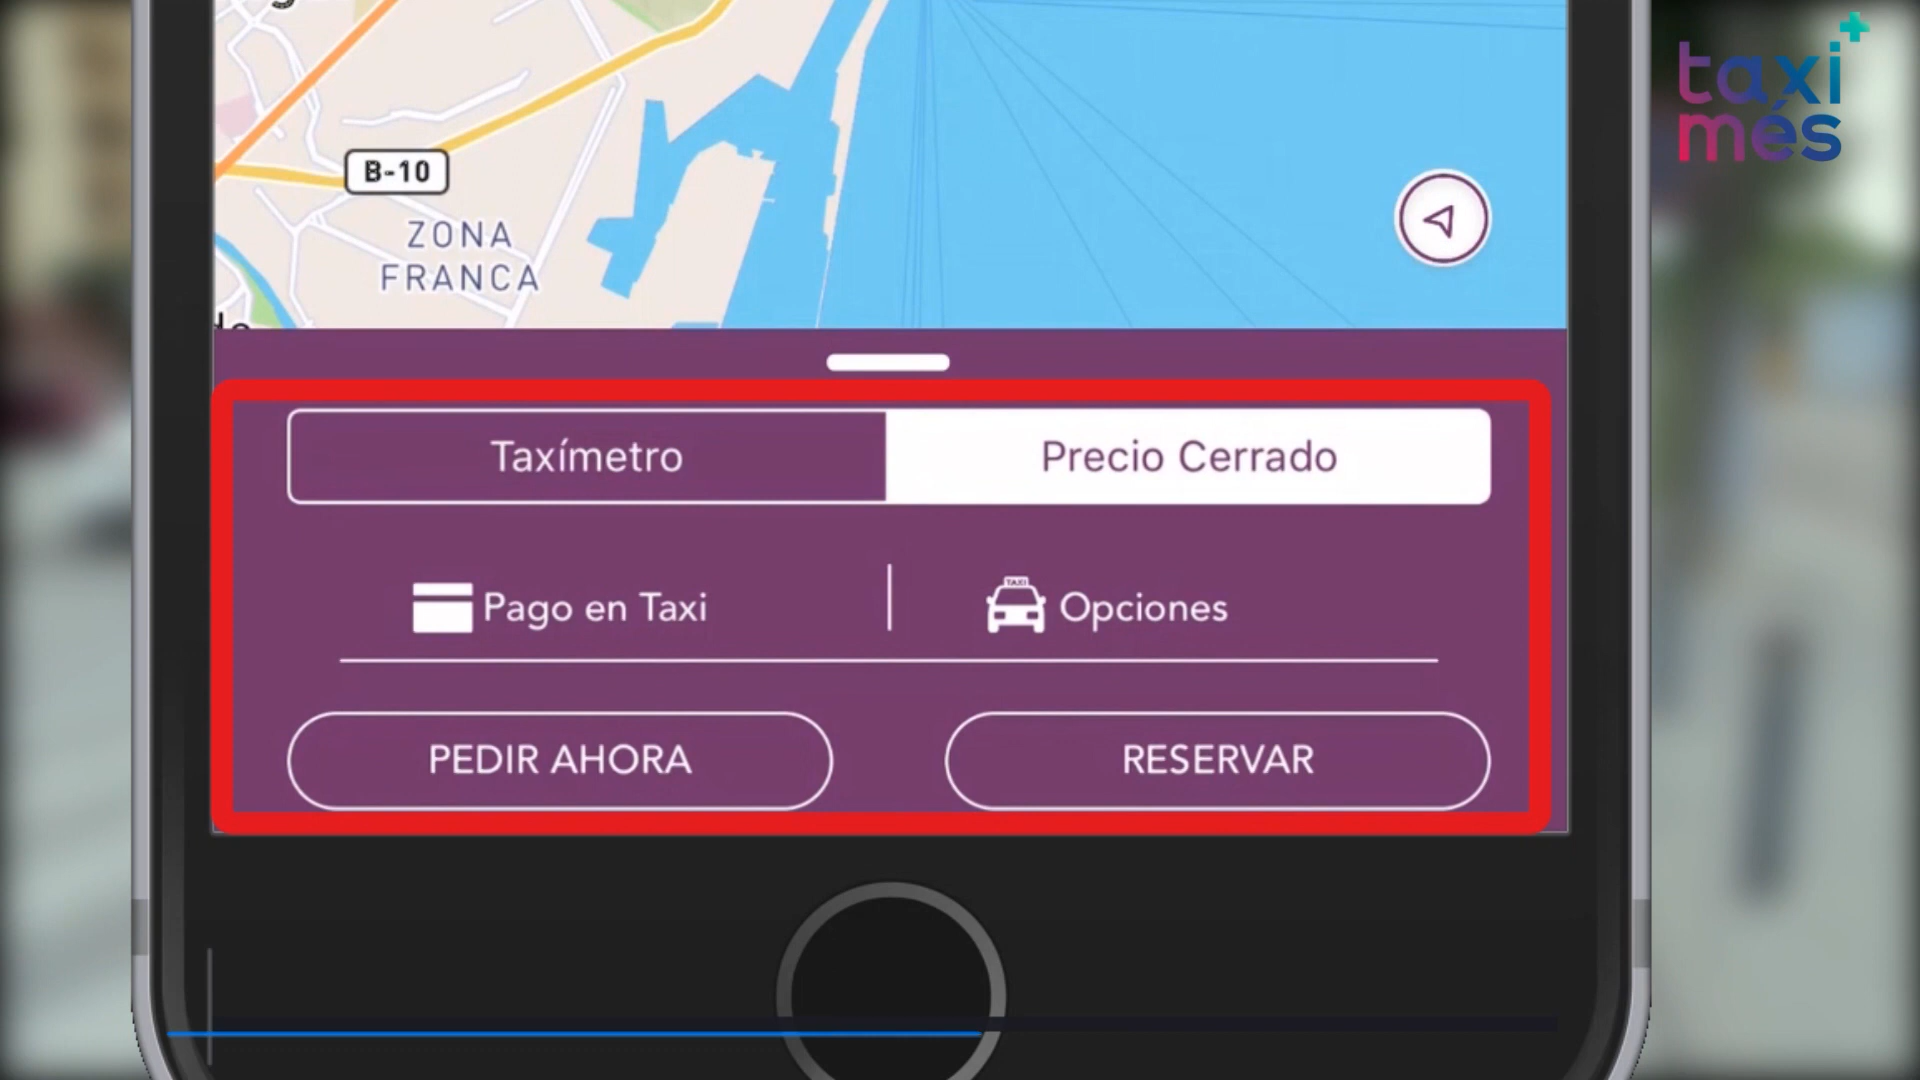 taxi
més
B-10
ZONA
FRANCA
Taxímetro
Precio Cerrado
TAXI
Pago en Taxi
Opciones
PEDIR AHORA
RESERVAR